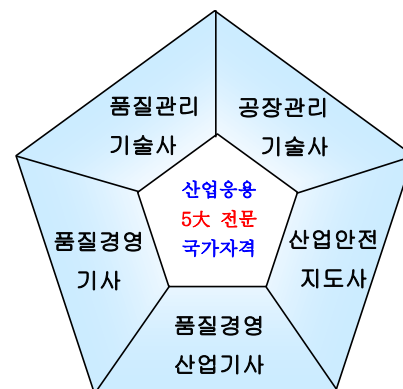 품질관리
기술사
공장관리
기술사
산업응용
5大 전문
국가자격
품질경영
기사
산업안전
지도사
품질경영
산업기사